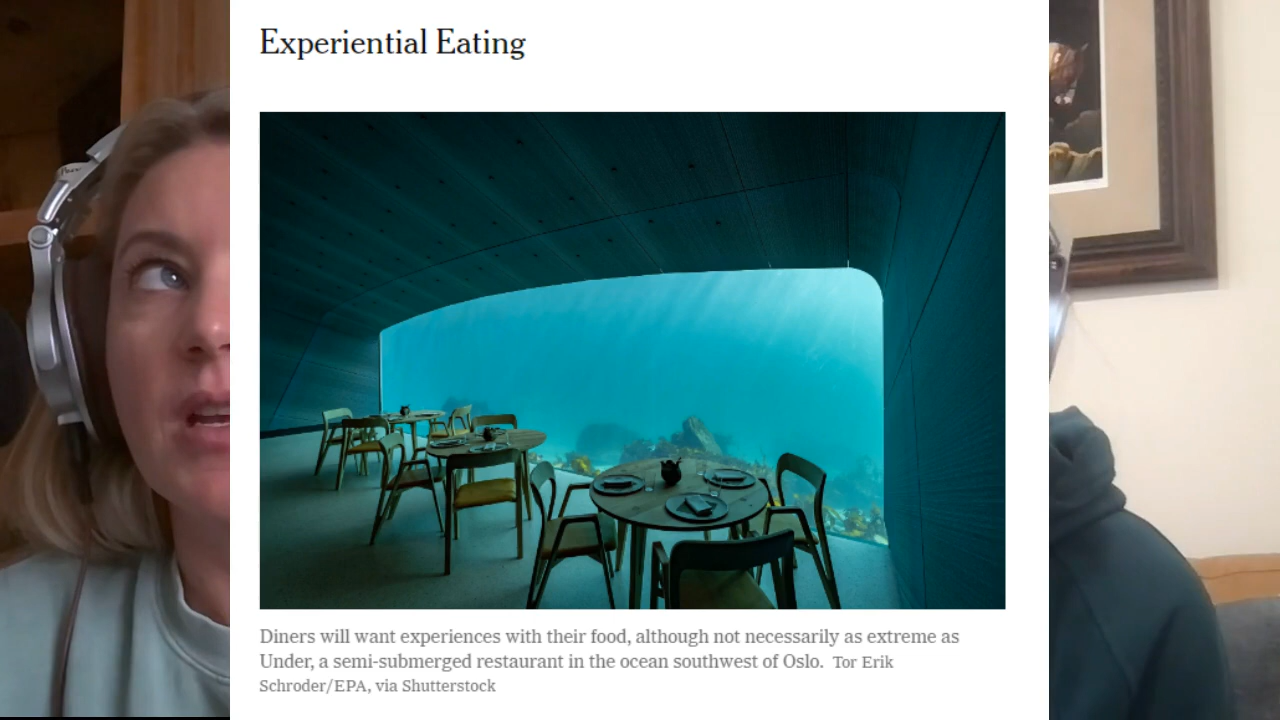 Experiential Eating
Diners will want experiences with their food, although not necessarily as extreme as
Under, a semi-submerged restaurant in the ocean southwest of Oslo. Tor Erik
Schroder/EPA, via Shutterstock